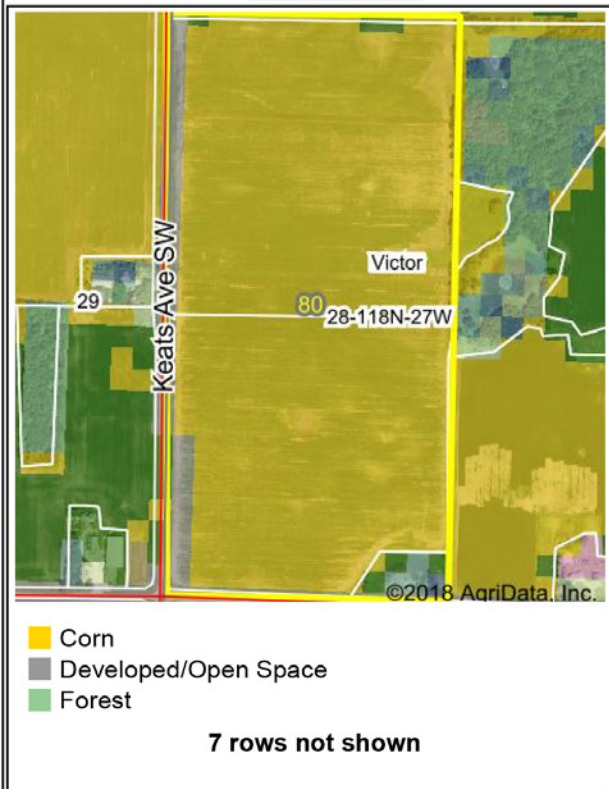 Victor
29
Keats Ave SW
80
28-118N-27W
©2018 AgriData, Inc.
Corn
Developed/Open Space
Forest
7 rows not shown